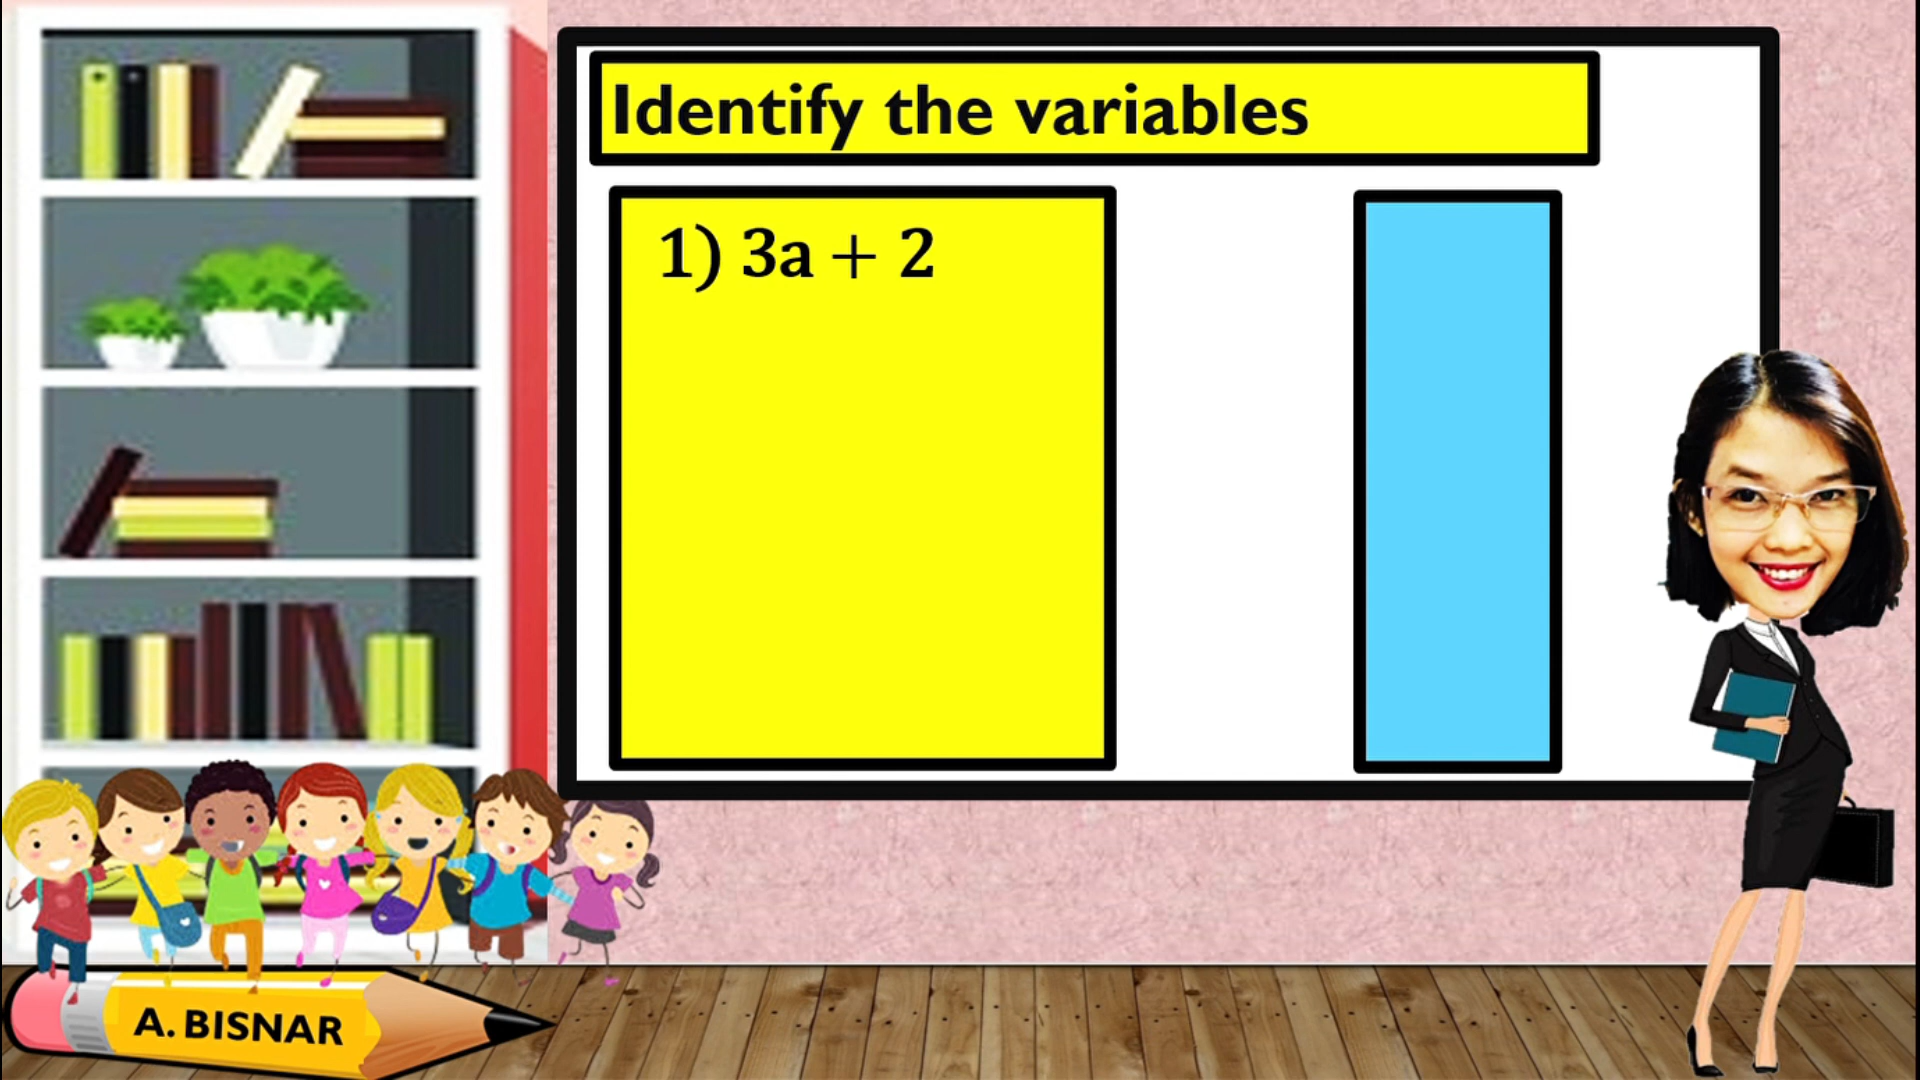 Identify the variables
1) 3a + 2
A. BISNAR